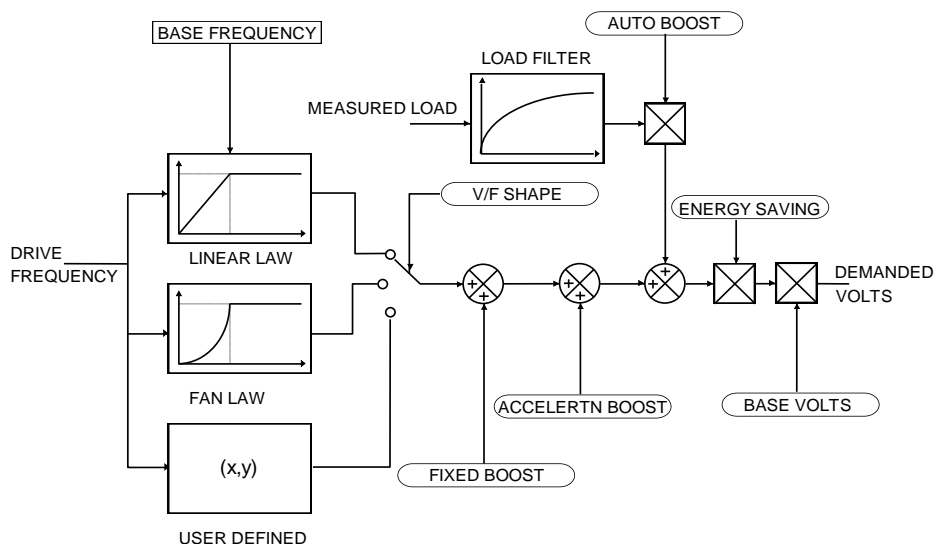 BASE FREQUENCY
AUTO BOOST
LOAD FILTER
MEASURED LOAD
V/F SHAPE
ENERGY SAVING
LINEAR LAW
DRIVE
FREQUENCY
+
+
+
+
+
+
DEMANDED
VOLTS
FAN LAW
ACCELERTN BOOST
BASE VOLTS
(x,y)
FIXED BOOST
USER DEFINED